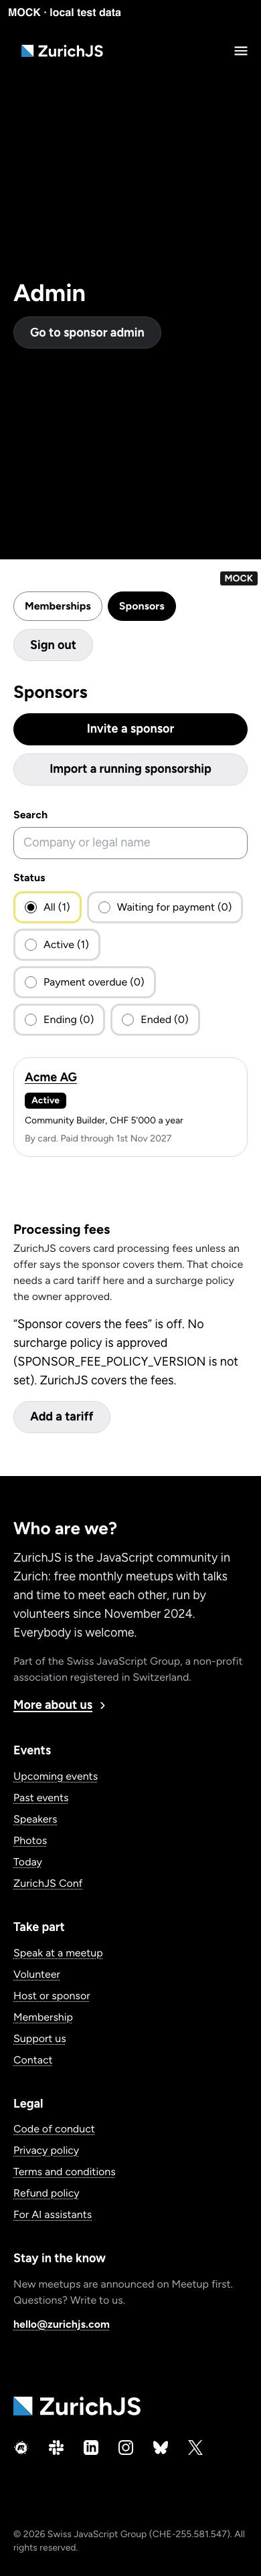 MOCK · local test data
ZurichJS
Admin
Go to sponsor admin
MOCK
Memberships
Sponsors
Sign out
Sponsors
Invite a sponsor
Import a running sponsorship
Search
Company or legal name
Status
All (1)
Waiting for payment (0)
Active (1)
Payment overdue (0)
Ending (0)
Ended (0)
Acme AG
Active
Community Builder, CHF 5’000 a year
By card. Paid through 1st Nov 2027
Processing fees
ZurichJS covers card processing fees unless an
offer says the sponsor covers them. That choice
needs a card tariff here and a surcharge policy
the owner approved.
“Sponsor covers the fees” is off. No
surcharge policy is approved
(SPONSOR_FEE_POLICY_VERSION is not
set). ZurichJS covers the fees.
Add a tariff
Who are we?
ZurichJS is the JavaScript community in
Zurich: free monthly meetups with talks
and time to meet each other, run by
volunteers since November 2024.
Everybody is welcome.
Part of the Swiss JavaScript Group, a non-profit
association registered in Switzerland.
More about us
Events
Upcoming events
Past events
Speakers
Photos
Today
ZurichJS Conf
Take part
Speak at a meetup
Volunteer
Host or sponsor
Membership
Support us
Contact
Legal
Code of conduct
Privacy policy
Terms and conditions
Refund policy
For AI assistants
Stay in the know
New meetups are announced on Meetup first.
Questions? Write to us.
hello@zurichjs.com
ZurichJS
© 2026 Swiss JavaScript Group (CHE-255.581.547). All
rights reserved.